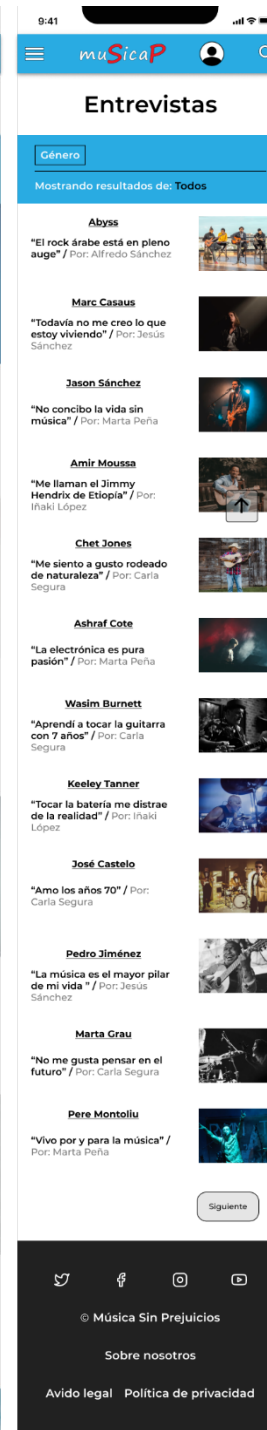 9:41
muSicaP
Entrevistas
Género
Mostrando resultados de: Todos
Abyss
“El rock árabe está en pleno
auge” / Por: Alfredo Sánchez
Marc Casaus
“Todavía no me creo lo que
estoy viviendo” / Por: Jesús
Sánchez
Jason Sánchez
“No concibo la vida sin
música” / Por: Marta Peña
Amir Moussa
“Me llaman el Jimmy
Hendrix de Etiopía” / Por:
Iñaki López
Chet Jones
“Me siento a gusto rodeado
de naturaleza” / Por: Carla
Segura
Ashraf Cote
“La electrónica es pura
pasión” / Por: Marta Peña
Wasim Burnett
“Aprendí a tocar la guitarra
con 7 años” / Por: Carla
Segura
Keeley Tanner
“Tocar la batería me distrae
de la realidad” / Por: Iñaki
López
José Castelo
“Amo los años 70” / Por:
Carla Segura
Pedro Jiménez
“La música es el mayor pilar
de mi vida ” / Por: Jesús
Sánchez
Marta Grau
“No me gusta pensar en el
futuro” / Por: Carla Segura
Pere Montoliu
“Vivo por y para la música” /
Por: Marta Peña
Siguiente
© Música Sin Prejuicios
Sobre nosotros
Avido legal Política de privacidad